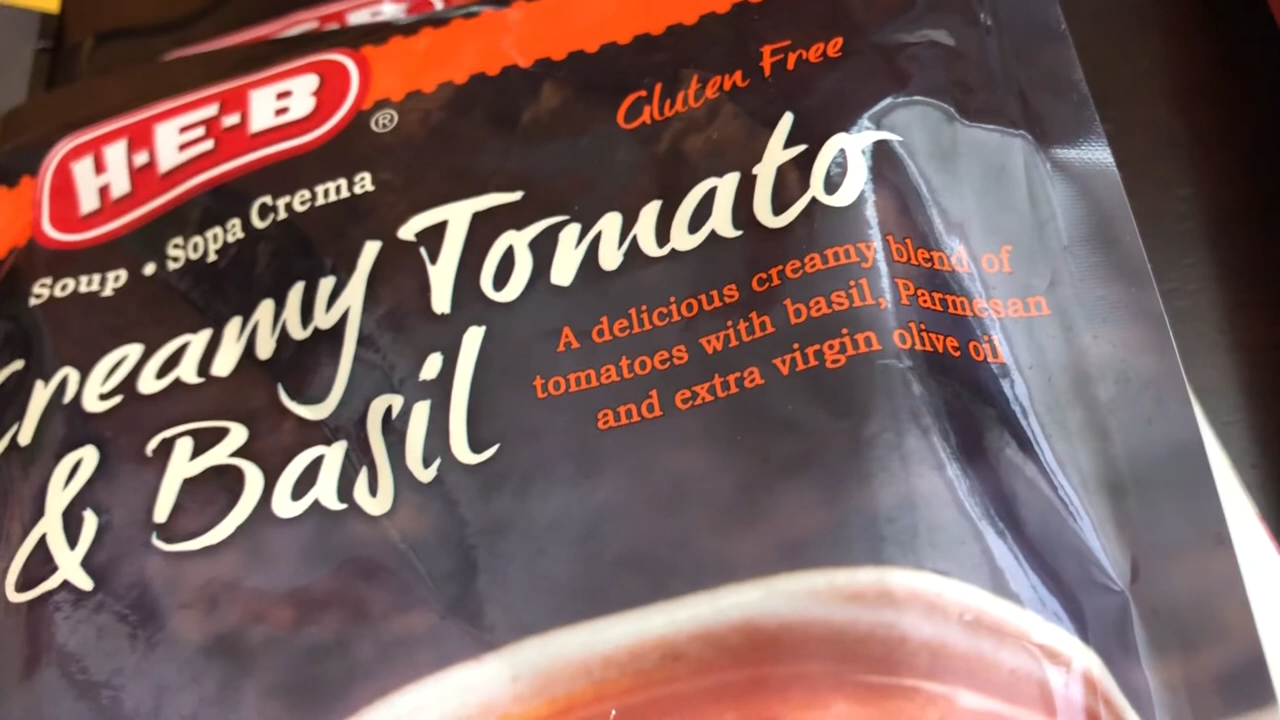 H-E-B
®
Gluten Free
Soup • Sopa Crema
Creamy Tomato
& Basil
A delicious creamy blend of
tomatoes with basil, Parmesan
and extra virgin olive oil